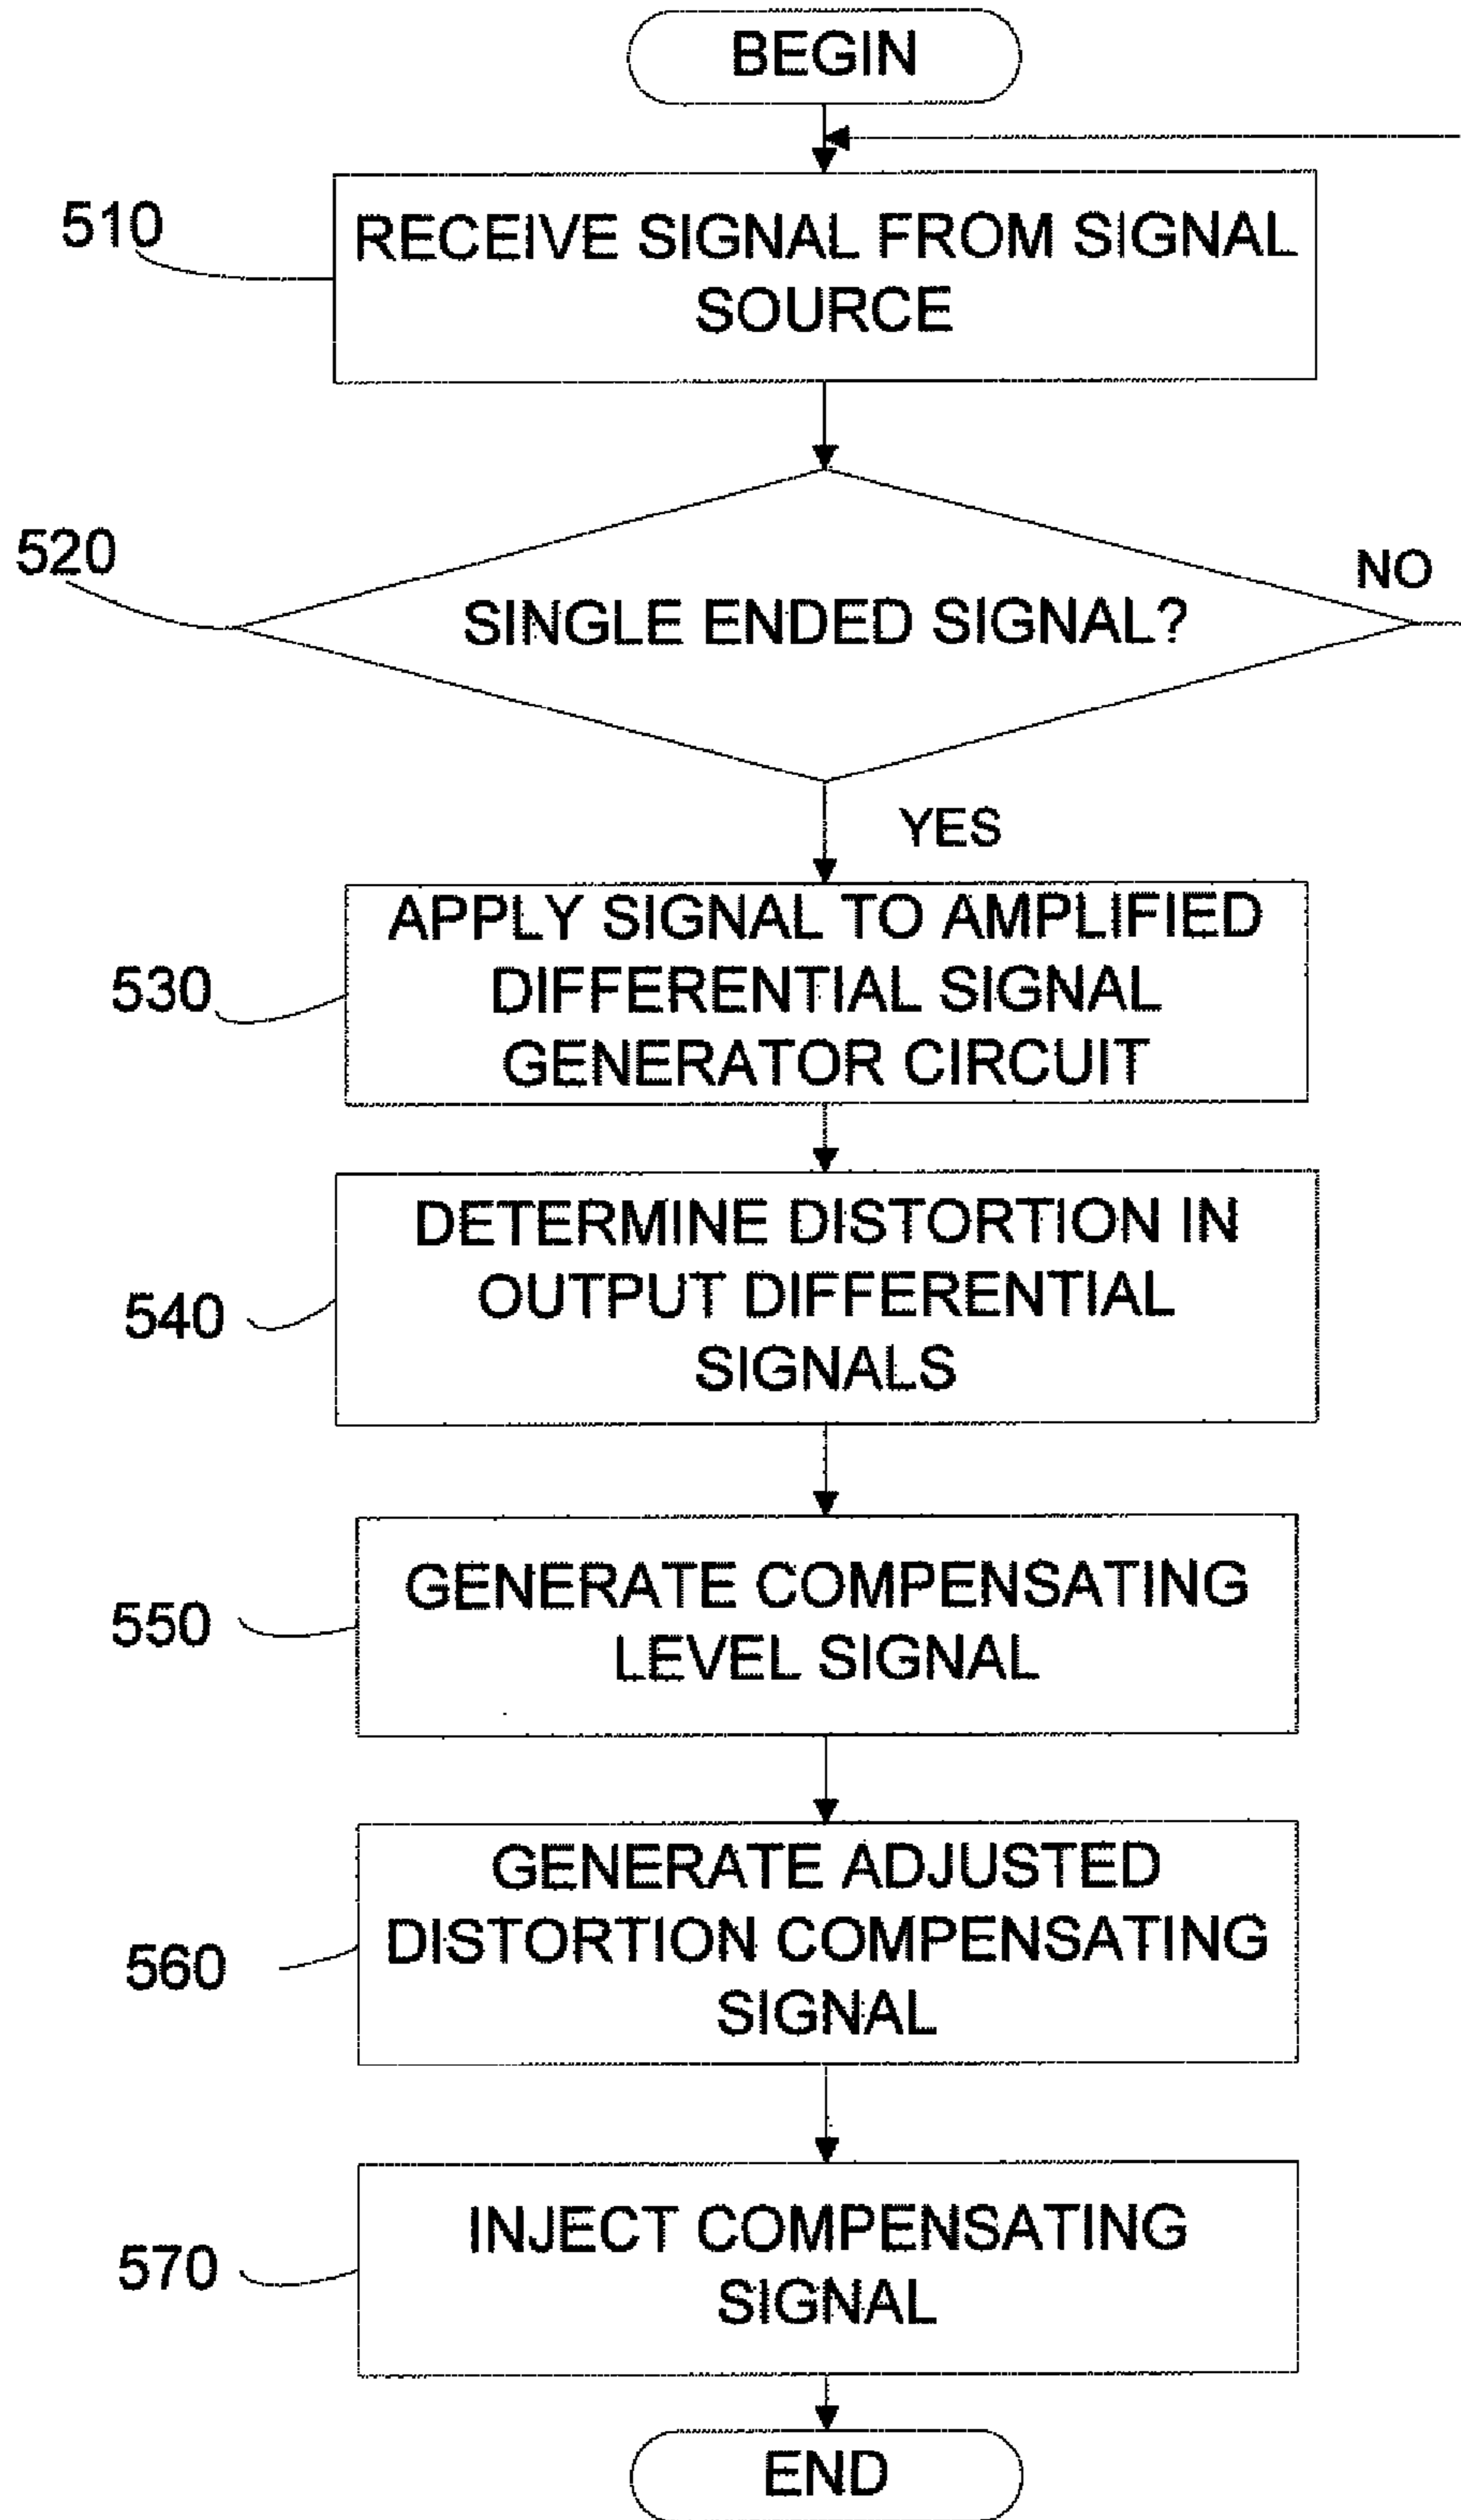 BEGIN
510
RECEIVE SIGNAL FROM SIGNAL
SOURCE
520
SINGLE ENDED SIGNAL?
NO
YES
530
APPLY SIGNAL TO AMPLIFIED
DIFFERENTIAL SIGNAL
GENERATOR CIRCUIT
540
DETERMINE DISTORTION IN
OUTPUT DIFFERENTIAL
SIGNALS
550
GENERATE COMPENSATING
LEVEL SIGNAL
560
GENERATE ADJUSTED
DISTORTION COMPENSATING
SIGNAL
570
INJECT COMPENSATING
SIGNAL
END